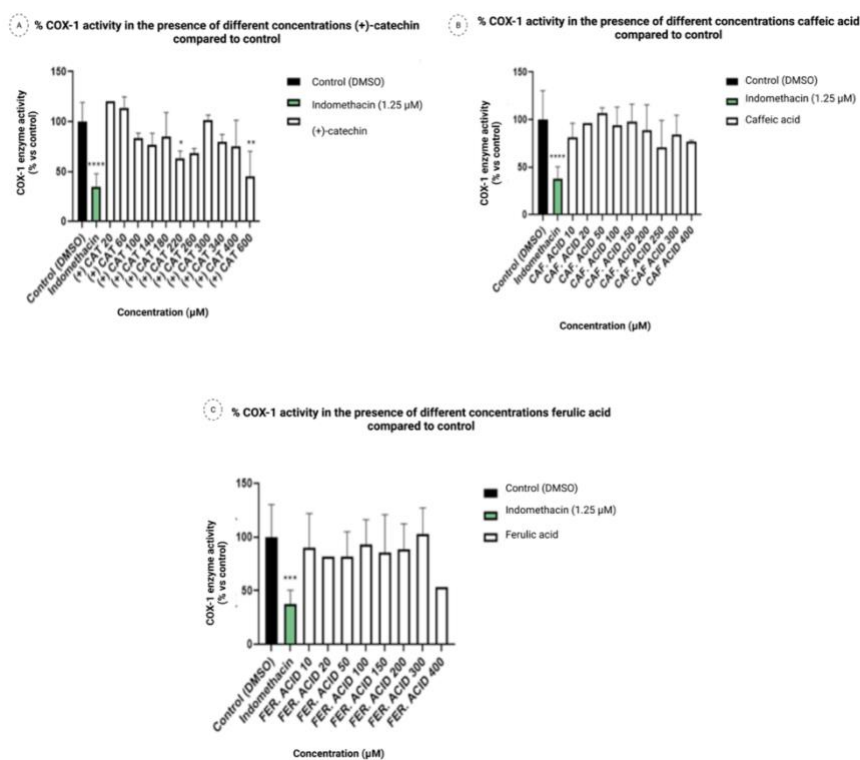 A
% COX-1 activity in the presence of different concentrations (+)-catechin
compared to control
COX-1 enzyme activity
(% vs control)
150
100
50
0
****
*
**
Control (DMSO)
Indomethacin
(+) CAT 20
(+) CAT 60
(+) CAT 100
(+) CAT 140
(+) CAT 180
(+) CAT 220
(+) CAT 260
(+) CAT 300
(+) CAT 340
(+) CAT 400
(+) CAT 600
Concentration (µM)
Control (DMSO)
Indomethacin (1.25 µM)
(+)-catechin
B
% COX-1 activity in the presence of different concentrations caffeic acid
compared to control
COX-1 enzyme activity
(% vs control)
150
100
50
0
****
Control (DMSO)
Indomethacin
CAF. ACID 10
CAF. ACID 20
CAF. ACID 50
CAF. ACID 100
CAF. ACID 150
CAF. ACID 200
CAF. ACID 250
CAF ACID 300
CAF ACID 400
Concentration (µM)
Control (DMSO)
Indomethacin (1.25 µM)
Caffeic acid
C
% COX-1 activity in the presence of different concentrations ferulic acid
compared to control
COX-1 enzyme activity
(% vs control)
150
100
50
0
***
Control (DMSO)
Indomethacin
FER. ACID 10
FER. ACID 20
FER. ACID 50
FER. ACID 100
FER. ACID 150
FER. ACID 200
FER. ACID 300
FER. ACID 400
Concentration (µM)
Control (DMSO)
Indomethacin (1.25 µM)
Ferulic acid